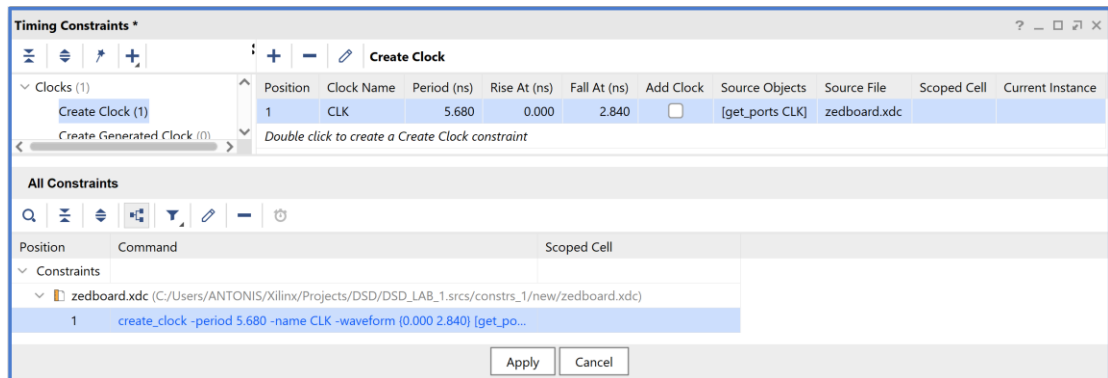 Timing Constraints *
Create Clock
Clocks (1)
Create Clock (1)
Create Generated Clock (0)
Position Clock Name Period (ns) Rise At (ns) Fall At (ns) Add Clock Source Objects Source File Scoped Cell Current Instance
1 CLK 5.680 0.000 2.840 [get_ports CLK] zedboard.xdc
Double click to create a Create Clock constraint
All Constraints
Position Command Scoped Cell
Constraints
zedboard.xdc (C:/Users/ANTONIS/Xilinx/Projects/DSD/DSD_LAB_1.srcs/constrs_1/new/zedboard.xdc)
1 create_clock -period 5.680 -name CLK -waveform {0.000 2.840} [get_po...
Apply Cancel